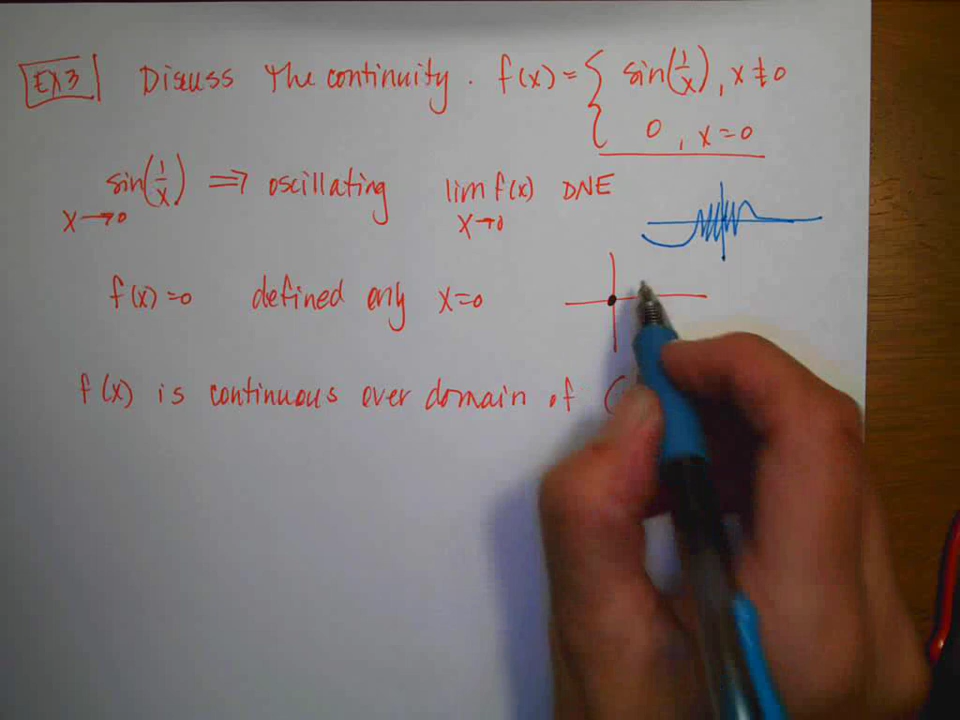 EX3 Discuss the continuity. f(x) = { sin(1/x), x ≠ 0
0, x=0
sin(1/x) ⇒ oscillating lim f(x) DNE
x→0 x→0
f(x)=0 defined only x=0
f(x) is continuous over domain of (